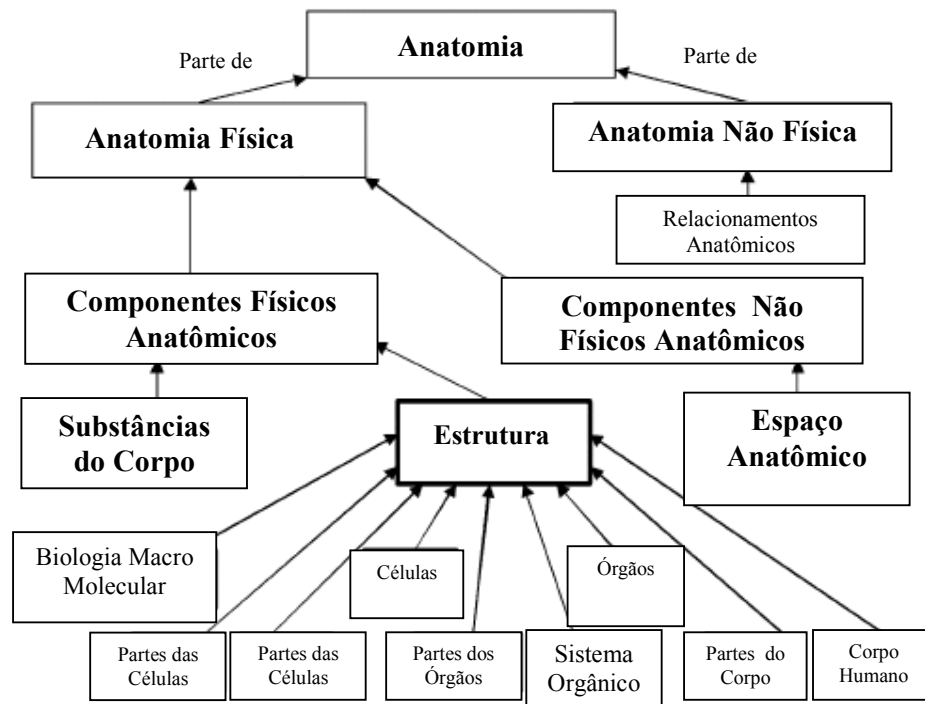 Anatomia
Parte de
Parte de
Anatomia Física
Anatomia Não Física
Relacionamentos
Anatômicos
Componentes Físicos
Anatômicos
Componentes Não
Físicos Anatômicos
Substâncias
do Corpo
Estrutura
Espaço
Anatômico
Biologia Macro
Molecular
Células
Órgãos
Partes das
Células
Partes das
Células
Partes dos
Órgãos
Sistema
Orgânico
Partes do
Corpo
Corpo
Humano